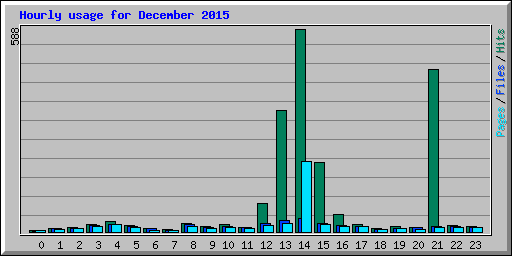 Hourly usage for December 2015
588
Pages/Files/Hits
0 1 2 3 4 5 6 7 8 9 10 11 12 13 14 15 16 17 18 19 20 21 22 23